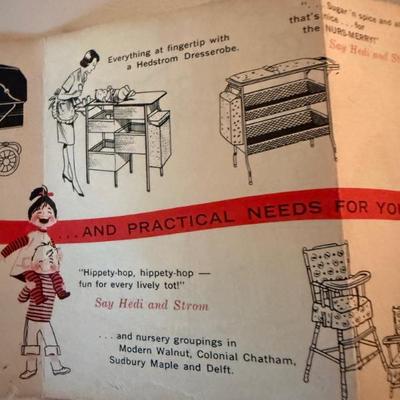 Everything at fingertip with
a Hedstrom Dresserobe.
"... Sugar 'n spice and
that's nice . . . for
the NURS-MERRY!"
Say Hedi and
...AND PRACTICAL NEEDS FOR
"Hippety-hop, hippety-hop —
fun for every lively tot!"
Say Hedi and Strom
. . . and nursery groupings in
Modern Walnut, Colonial Chatham,
Sudbury Maple and Delft.